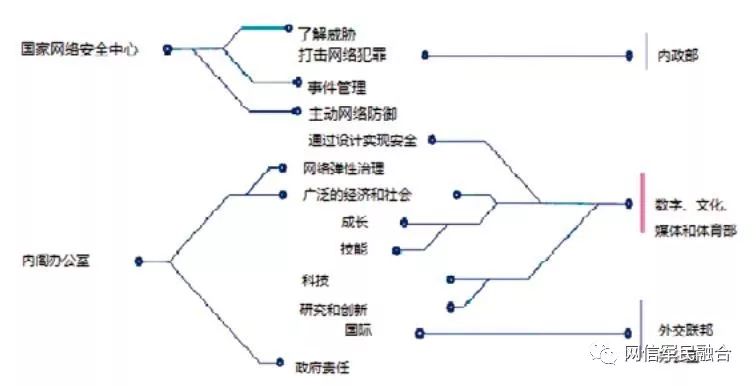 了解威胁
国家网络安全中心
打击网络犯罪
内政部
事件管理
主动网络防御
通过设计实现安全
网络弹性治理
广泛的经济和社会
数字、文化、
媒体和体育部
成长
技能
内阁办公室
科技
研究和创新
国际
外交联邦
网信军民融合
政府责任